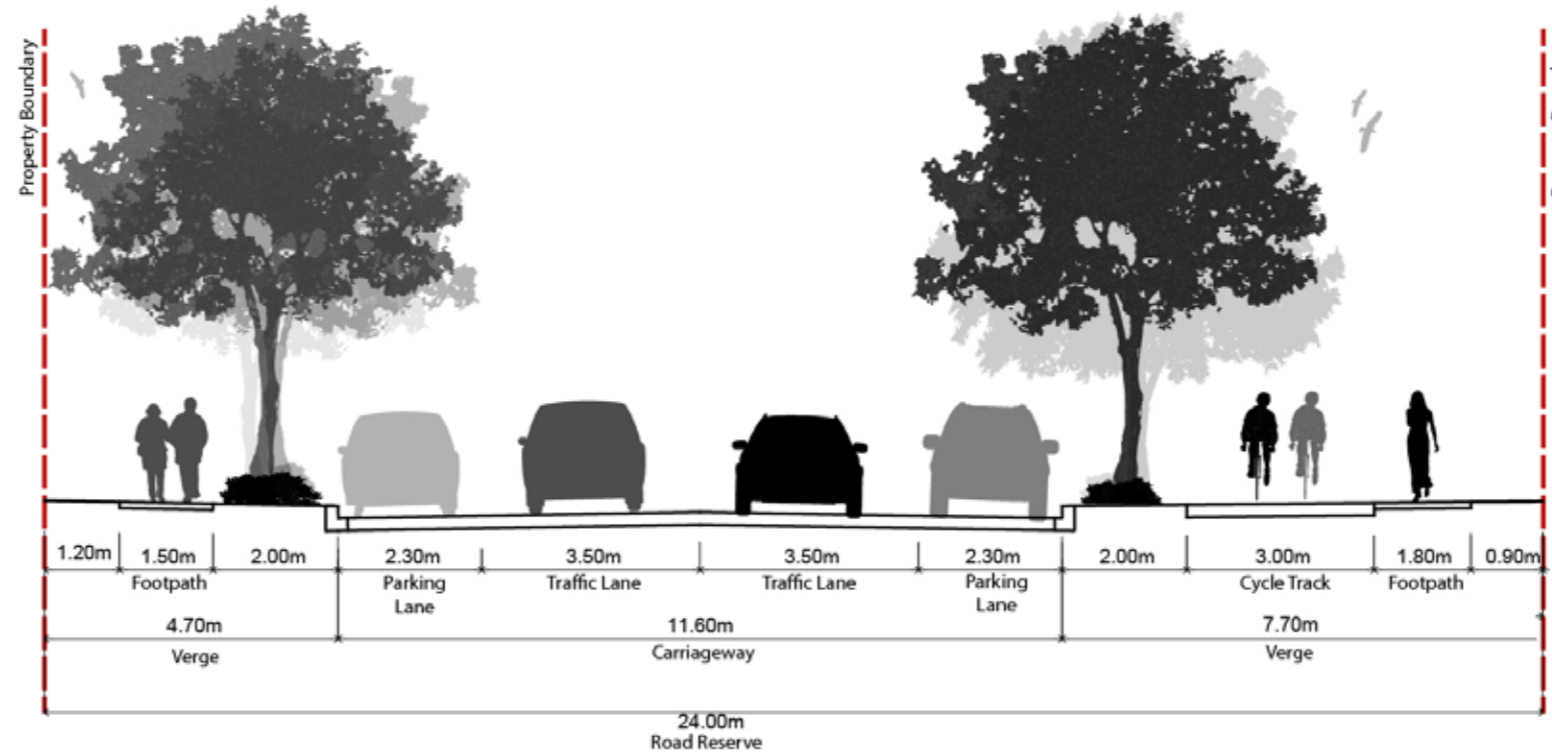 Property Boundary
1.20m
1.50m
2.00m
2.30m
3.50m
3.50m
2.30m
2.00m
3.00m
1.80m
0.90m
Footpath
Parking
Lane
Traffic Lane
Traffic Lane
Parking
Lane
Cycle Track
Footpath
4.70m
11.60m
7.70m
Verge
Carriageway
Verge
24.00m
Road Reserve